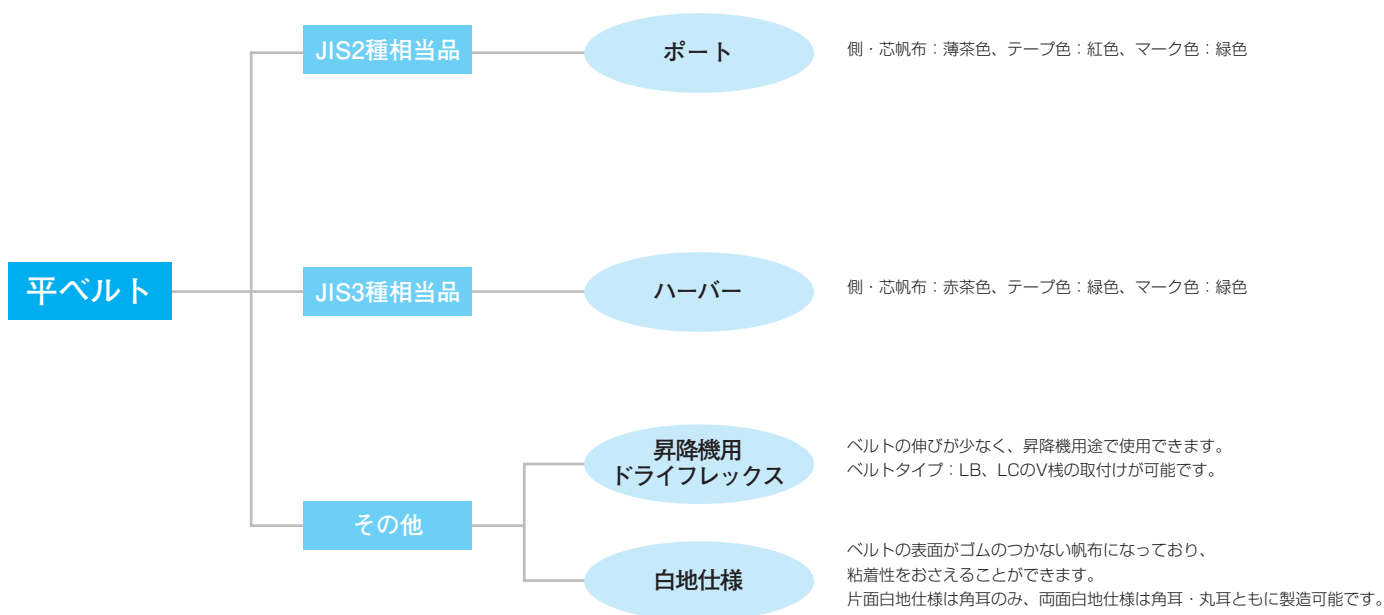 平ベルト
JIS2種相当品
ポート
側・芯帆布：薄茶色、テープ色：紅色、マーク色：緑色
JIS3種相当品
ハーバー
側・芯帆布：赤茶色、テープ色：緑色、マーク色：緑色
その他
昇降機用
ドライフレックス
ベルトの伸びが少なく、昇降機用途で使用できます。
ベルトタイプ：LB、LCのV桟の取付けが可能です。
白地仕様
ベルトの表面がゴムのつかない帆布になっており、
粘着性をおさえることができます。
片面白地仕様は角耳のみ、両面白地仕様は角耳・丸耳ともに製造可能です。